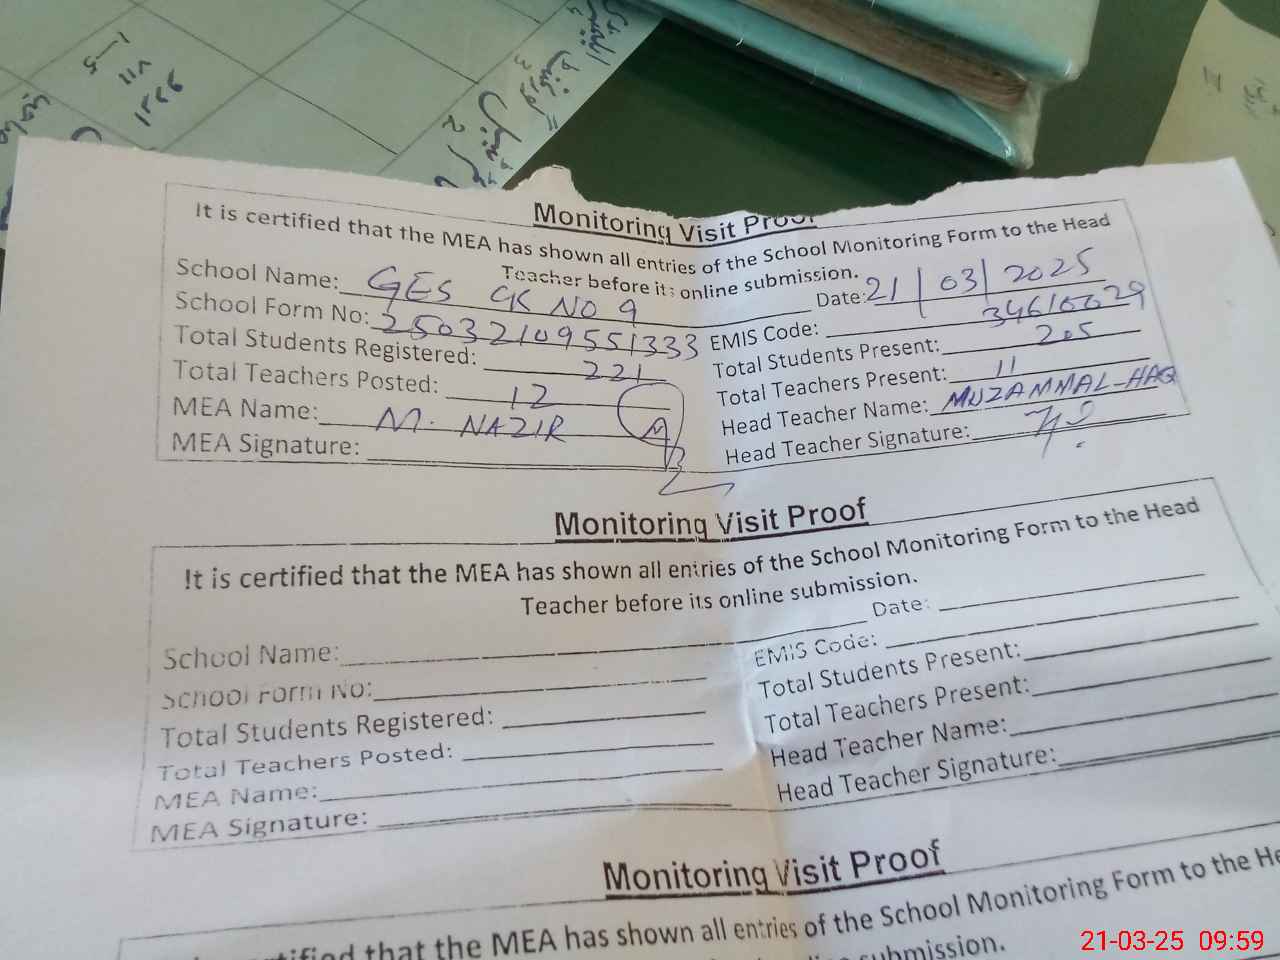 Monitoring Visit Proof
It is certified that the MEA has shown all entries of the School Monitoring Form to the Head
Teacher before its online submission.
School Name: GES CK NO 9 Date: 21/03/2025
School Form No: 25032109551333 EMIS Code: 34610029
Total Students Registered: 221 Total Students Present: 205
Total Teachers Posted: 12 Total Teachers Present: 11
MEA Name: M. NAZIR Head Teacher Name: MUZAMMAL-HAQ
MEA Signature: Head Teacher Signature:
Monitoring Visit Proof
It is certified that the MEA has shown all entries of the School Monitoring Form to the Head
Teacher before its online submission.
School Name: Date:
School Form No: EMIS Code:
Total Students Registered: Total Students Present:
Total Teachers Posted: Total Teachers Present:
MEA Name: Head Teacher Name:
MEA Signature: Head Teacher Signature:
Monitoring Visit Proof
certified that the MEA has shown all entries of the School Monitoring Form to the He
submission.
21-03-25 09:59